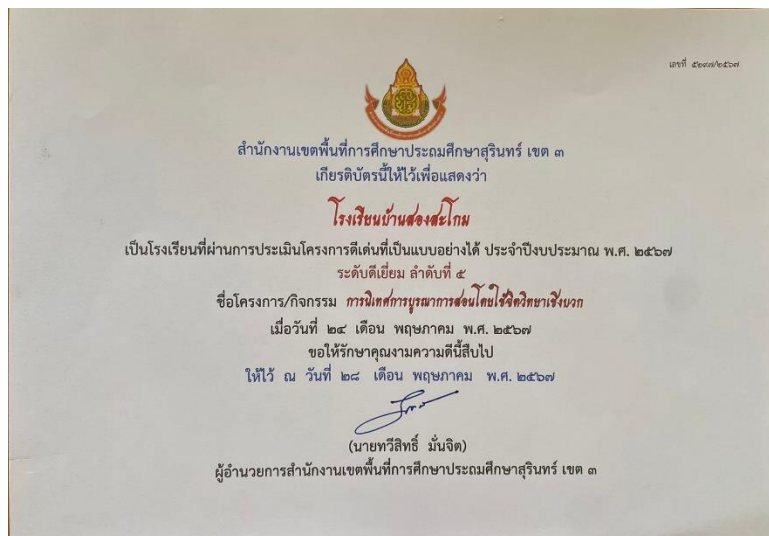 เลขที่ ๕๒๙๗/๒๕๖๗
สำนักงานเขตพื้นที่การศึกษาประถมศึกษาสุรินทร์ เขต ๓
เกียรติบัตรนี้ให้ไว้เพื่อแสดงว่า
โรงเรียนบ้านสองสะโกม
เป็นโรงเรียนที่ผ่านการประเมินโครงการดีเด่นที่เป็นแบบอย่างได้ ประจำปีงบประมาณ พ.ศ. ๒๕๖๗
ระดับดีเยี่ยม ลำดับที่ ๕
ชื่อโครงการ/กิจกรรม การนิเทศการบูรณาการสอนโดยใช้จิตวิทยาเชิงบวก
เมื่อวันที่ ๒๔ เดือน พฤษภาคม พ.ศ. ๒๕๖๗
ขอให้รักษาคุณงามความดีนี้สืบไป
ให้ไว้ ณ วันที่ ๒๘ เดือน พฤษภาคม พ.ศ. ๒๕๖๗
(นายทวีสิทธิ์ มั่นจิต)
ผู้อำนวยการสำนักงานเขตพื้นที่การศึกษาประถมศึกษาสุรินทร์ เขต ๓